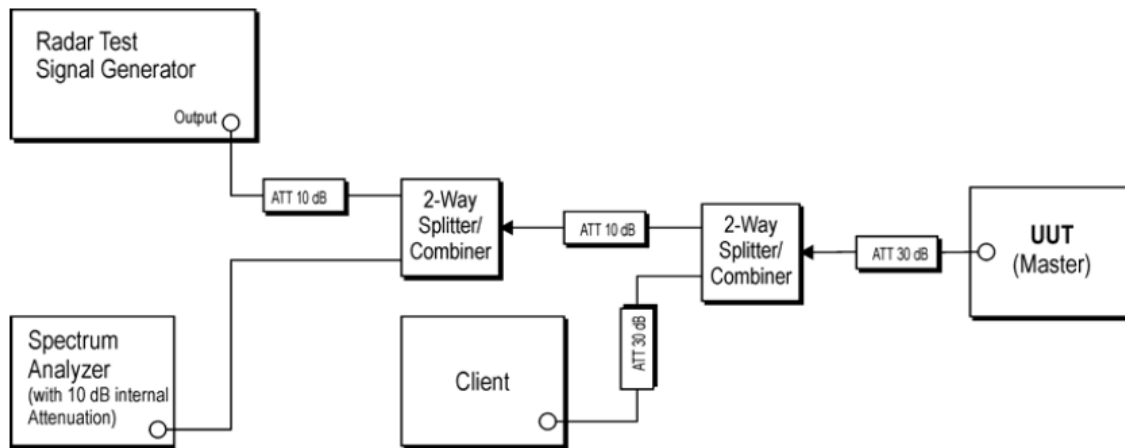 Radar Test
Signal Generator
Output
ATT 10 dB
2-Way
Splitter/
Combiner
ATT 10 dB
2-Way
Splitter/
Combiner
ATT 30 dB
UUT
(Master)
Spectrum
Analyzer
(with 10 dB internal
Attenuation)
Client
ATT 30 dB